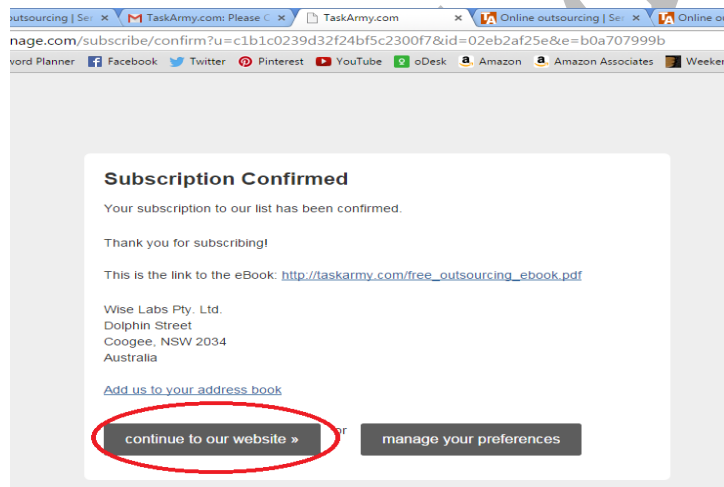 outsourcing | Ser × TaskArmy.com: Please C × TaskArmy.com × Online outsourcing | Ser × Online o
nage.com/subscribe/confirm?u=c1b1c0239d32f24bf5c2300f7&id=02eb2af25e&e=b0a707999b
word Planner Facebook Twitter Pinterest YouTube oDesk Amazon Amazon Associates Weeker
Subscription Confirmed
Your subscription to our list has been confirmed.
Thank you for subscribing!
This is the link to the eBook: http://taskarmy.com/free_outsourcing_ebook.pdf
Wise Labs Pty. Ltd.
Dolphin Street
Coogee, NSW 2034
Australia
Add us to your address book
continue to our website » or manage your preferences